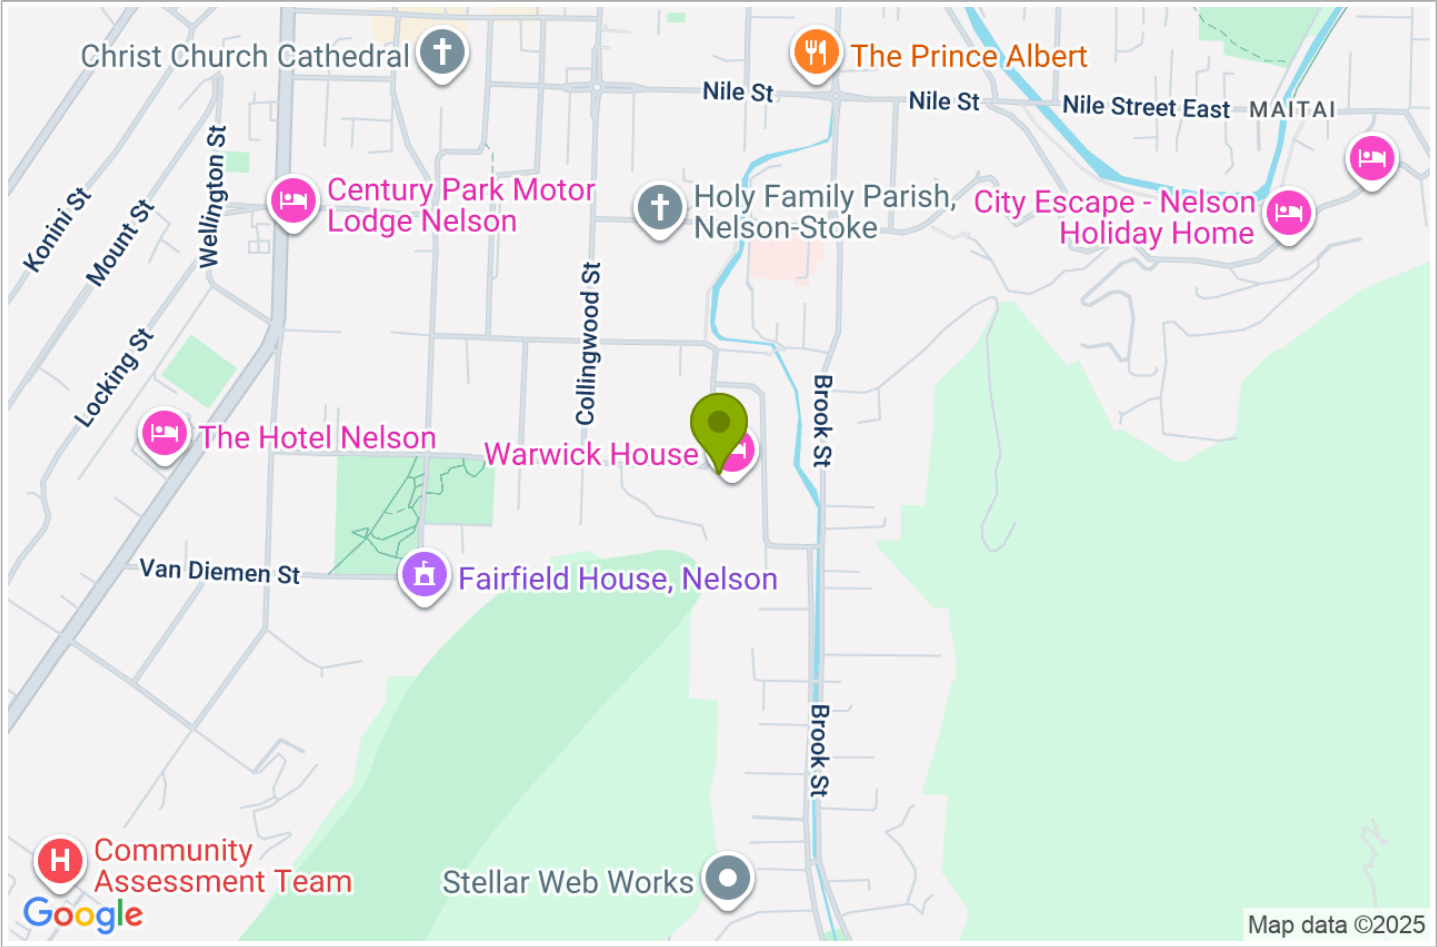 Christ Church Cathedral
The Prince Albert
Nile St
Nile St
Nile Street East
MAITAI
Wellington St
Konini St
Mount St
Century Park Motor
Lodge Nelson
Holy Family Parish,
Nelson-Stoke
City Escape - Nelson
Holiday Home
Collingwood St
Locking St
Brook St
The Hotel Nelson
Warwick House
Van Diemen St
Fairfield House, Nelson
Brook St
H
Community
Assessment Team
Stellar Web Works
Google
Map data ©2025